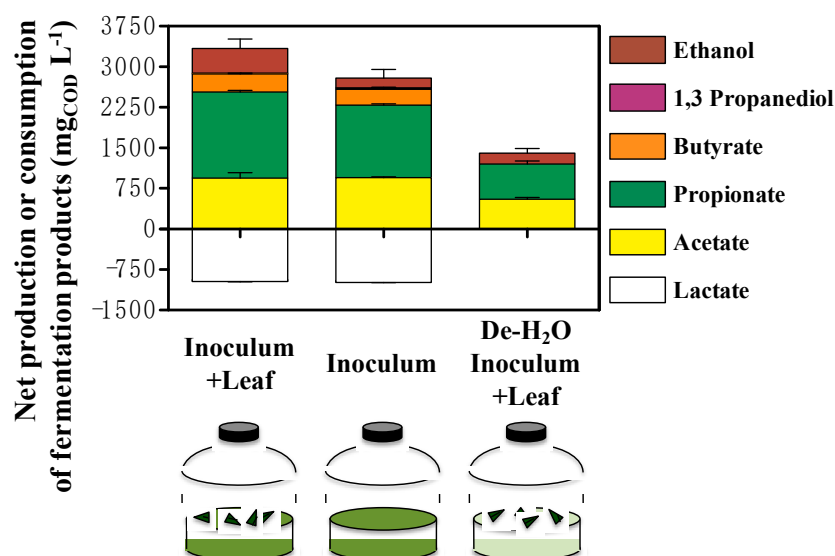 Net production or consumption
of fermentation products (mgCOD L-1)
3750
3000
2250
1500
750
0
-750
-1500
Ethanol
1,3 Propanediol
Butyrate
Propionate
Acetate
Lactate
Inoculum
+Leaf
Inoculum
De-H₂O
Inoculum
+Leaf